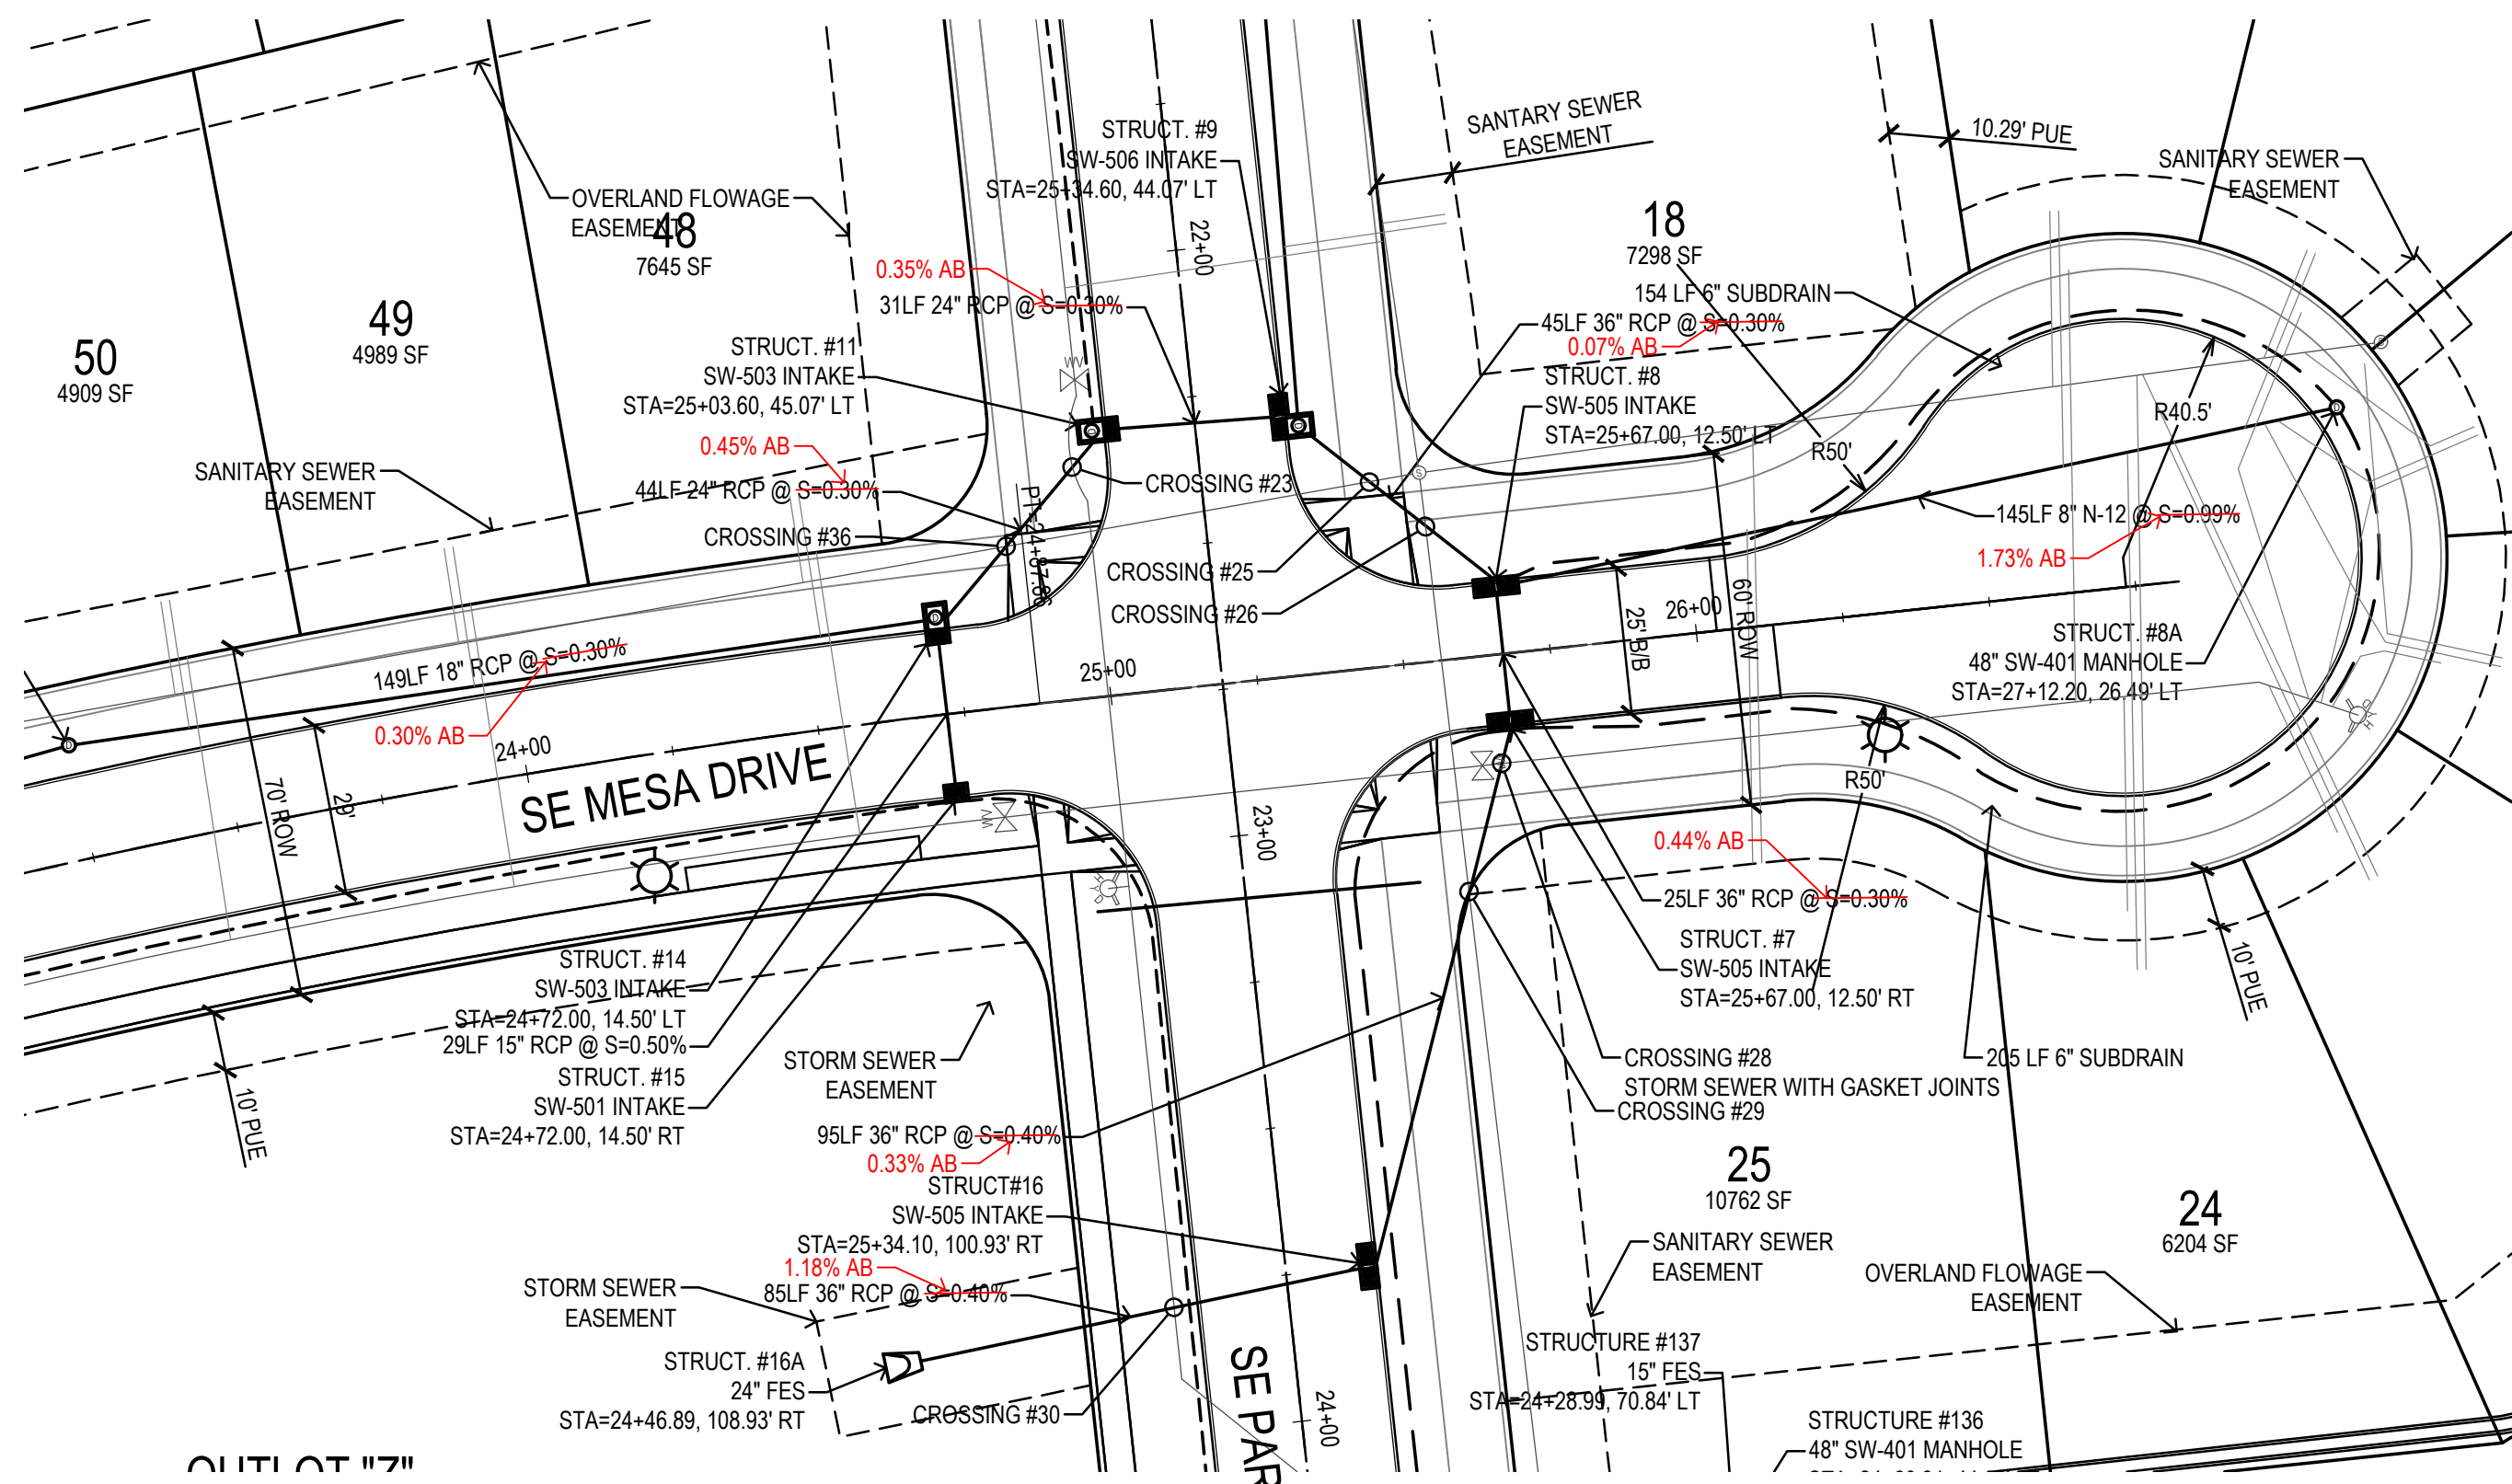 STRUCT. #9
SW-506 INTAKE
STA=25+34.60, 44.07' LT
SANTARY SEWER
EASEMENT
10.29' PUE
SANITARY SEWER
EASEMENT
OVERLAND FLOWAGE
EASEMENT
48
7645 SF
22+00
18
7298 SF
0.35% AB
31LF 24" RCP @ S=0.30%
154 LF 6" SUBDRAIN
45LF 36" RCP @ S=0.30%
0.07% AB
49
4989 SF
50
4909 SF
STRUCT. #11
SW-503 INTAKE
STA=25+03.60, 45.07' LT
WV
STRUCT. #8
SW-505 INTAKE
STA=25+67.00, 12.50' LT
R40.5'
R50'
0.45% AB
SANITARY SEWER
EASEMENT
44LF 24" RCP @ S=0.30%
CROSSING #23
CROSSING #36
PT=24+87.86
145LF 8" N-12 @ S=0.99%
1.73% AB
CROSSING #25
CROSSING #26
25' B/B
26+00
60' ROW
STRUCT. #8A
48" SW-401 MANHOLE
STA=27+12.20, 26.49' LT
149LF 18" RCP @ S=0.30%
0.30% AB
25+00
24+00
SE MESA DRIVE
70' ROW
29'
WV
23+00
HYD
HYD
R50'
0.44% AB
25LF 36" RCP @ S=0.30%
STRUCT. #7
SW-505 INTAKE
STA=25+67.00, 12.50' RT
10' PUE
STRUCT. #14
SW-503 INTAKE
STA=24+72.00, 14.50' LT
29LF 15" RCP @ S=0.50%
STRUCT. #15
SW-501 INTAKE
STA=24+72.00, 14.50' RT
10' PUE
STORM SEWER
EASEMENT
CROSSING #28
STORM SEWER WITH GASKET JOINTS
CROSSING #29
205 LF 6" SUBDRAIN
95LF 36" RCP @ S=0.40%
0.33% AB
STRUCT#16
SW-505 INTAKE
STA=25+34.10, 100.93' RT
1.18% AB
85LF 36" RCP @ S=0.40%
STORM SEWER
EASEMENT
25
10762 SF
24
6204 SF
SANITARY SEWER
EASEMENT
OVERLAND FLOWAGE
EASEMENT
STRUCT. #16A
24" FES
STA=24+46.89, 108.93' RT
CROSSING #30
SE PAR
24+00
STRUCTURE #137
15" FES
STA=24+28.99, 70.84' LT
STRUCTURE #136
48" SW-401 MANHOLE
OUTLOT "Z"